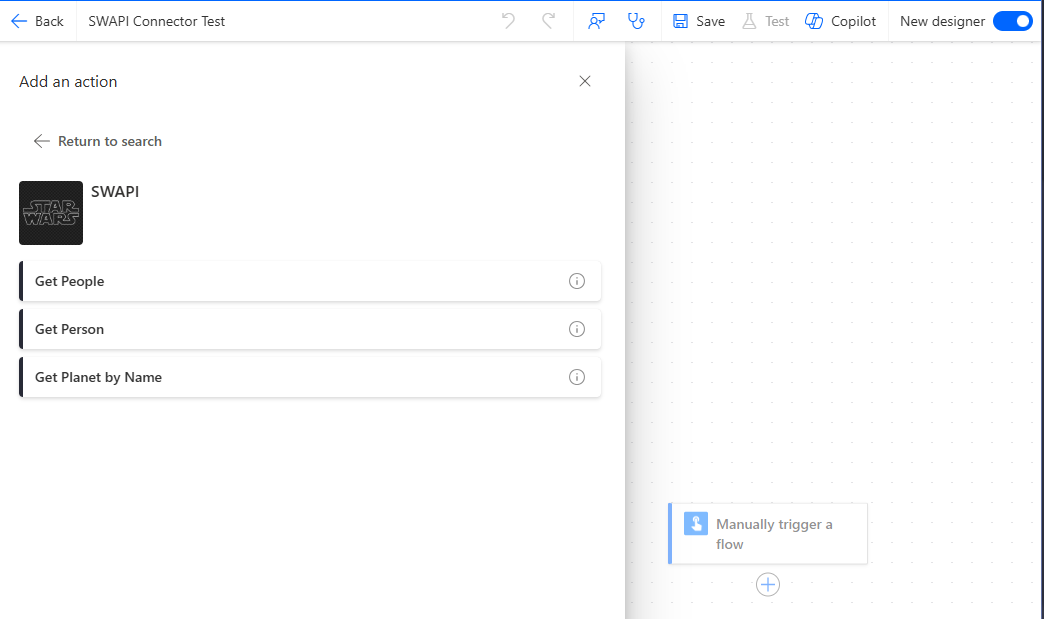 Back
SWAPI Connector Test
Save
Test
Copilot
New designer
Add an action
Return to search
STAR
WARS
SWAPI
Get People
Get Person
Get Planet by Name
Manually trigger a
flow